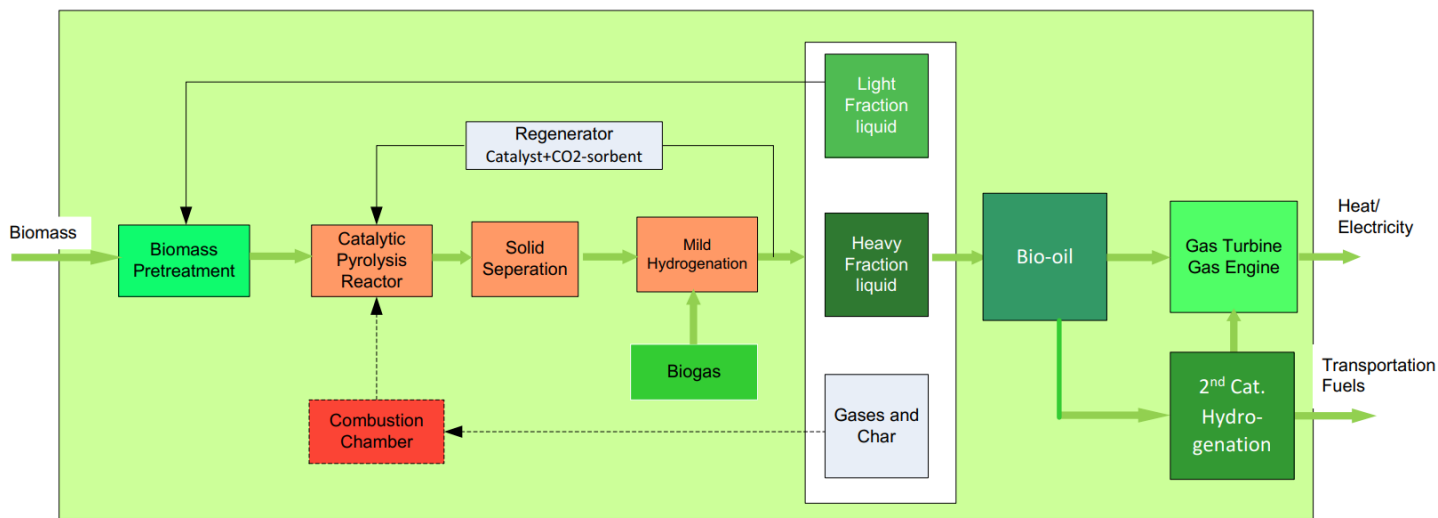 Light
Fraction
liquid
Regenerator
Catalyst+CO2-sorbent
Biomass
Biomass
Pretreatment
Catalytic
Pyrolysis
Reactor
Solid
Seperation
Mild
Hydrogenation
Heavy
Fraction
liquid
Bio-oil
Gas Turbine
Gas Engine
Heat/
Electricity
Biogas
Combustion
Chamber
Gases and
Char
2nd Cat.
Hydro-
genation
Transportation
Fuels